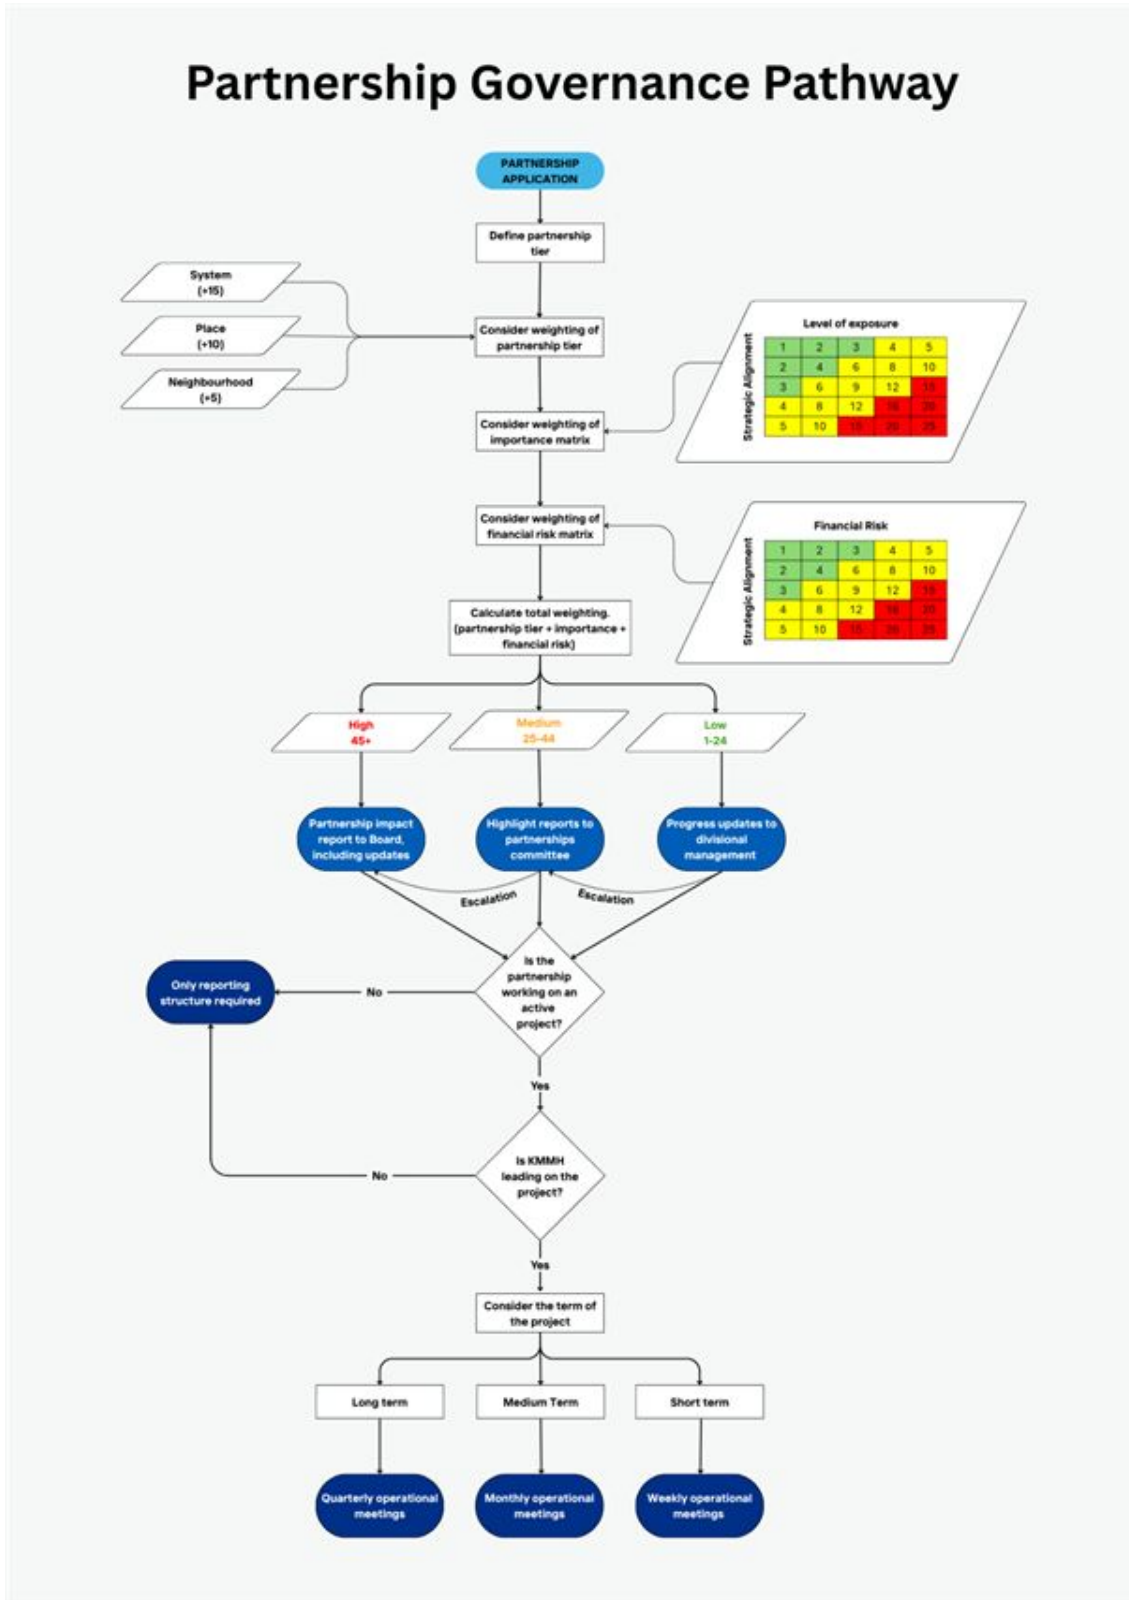 Partnership Governance Pathway
PARTNERSHIP
APPLICATION
Define partnership
tier
System
(+15)
Place
(+10)
Neighbourhood
(+5)
Consider weighting of
partnership tier
Level of exposure
Strategic Alignment
1 2 3 4 5
2 4 6 8 10
3 6 9 12 15
4 8 12 16 20
5 10 15 20 25
Consider weighting of
importance matrix
Consider weighting of
financial risk matrix
Financial Risk
Strategic Alignment
1 2 3 4 5
2 4 6 8 10
3 6 9 12 15
4 8 12 16 20
5 10 15 20 25
Calculate total weighting.
(partnership tier + importance +
financial risk)
High
45+
Medium
25-44
Low
1-24
Partnership impact
report to Board,
including updates
Highlight reports to
partnerships
committee
Progress updates to
divisional
management
Escalation
Escalation
Is the
partnership
working on an
active
project?
No
Only reporting
structure required
Yes
Is KMMH
leading on the
project?
No
Yes
Consider the term of
the project
Long term
Medium Term
Short term
Quarterly operational
meetings
Monthly operational
meetings
Weekly operational
meetings